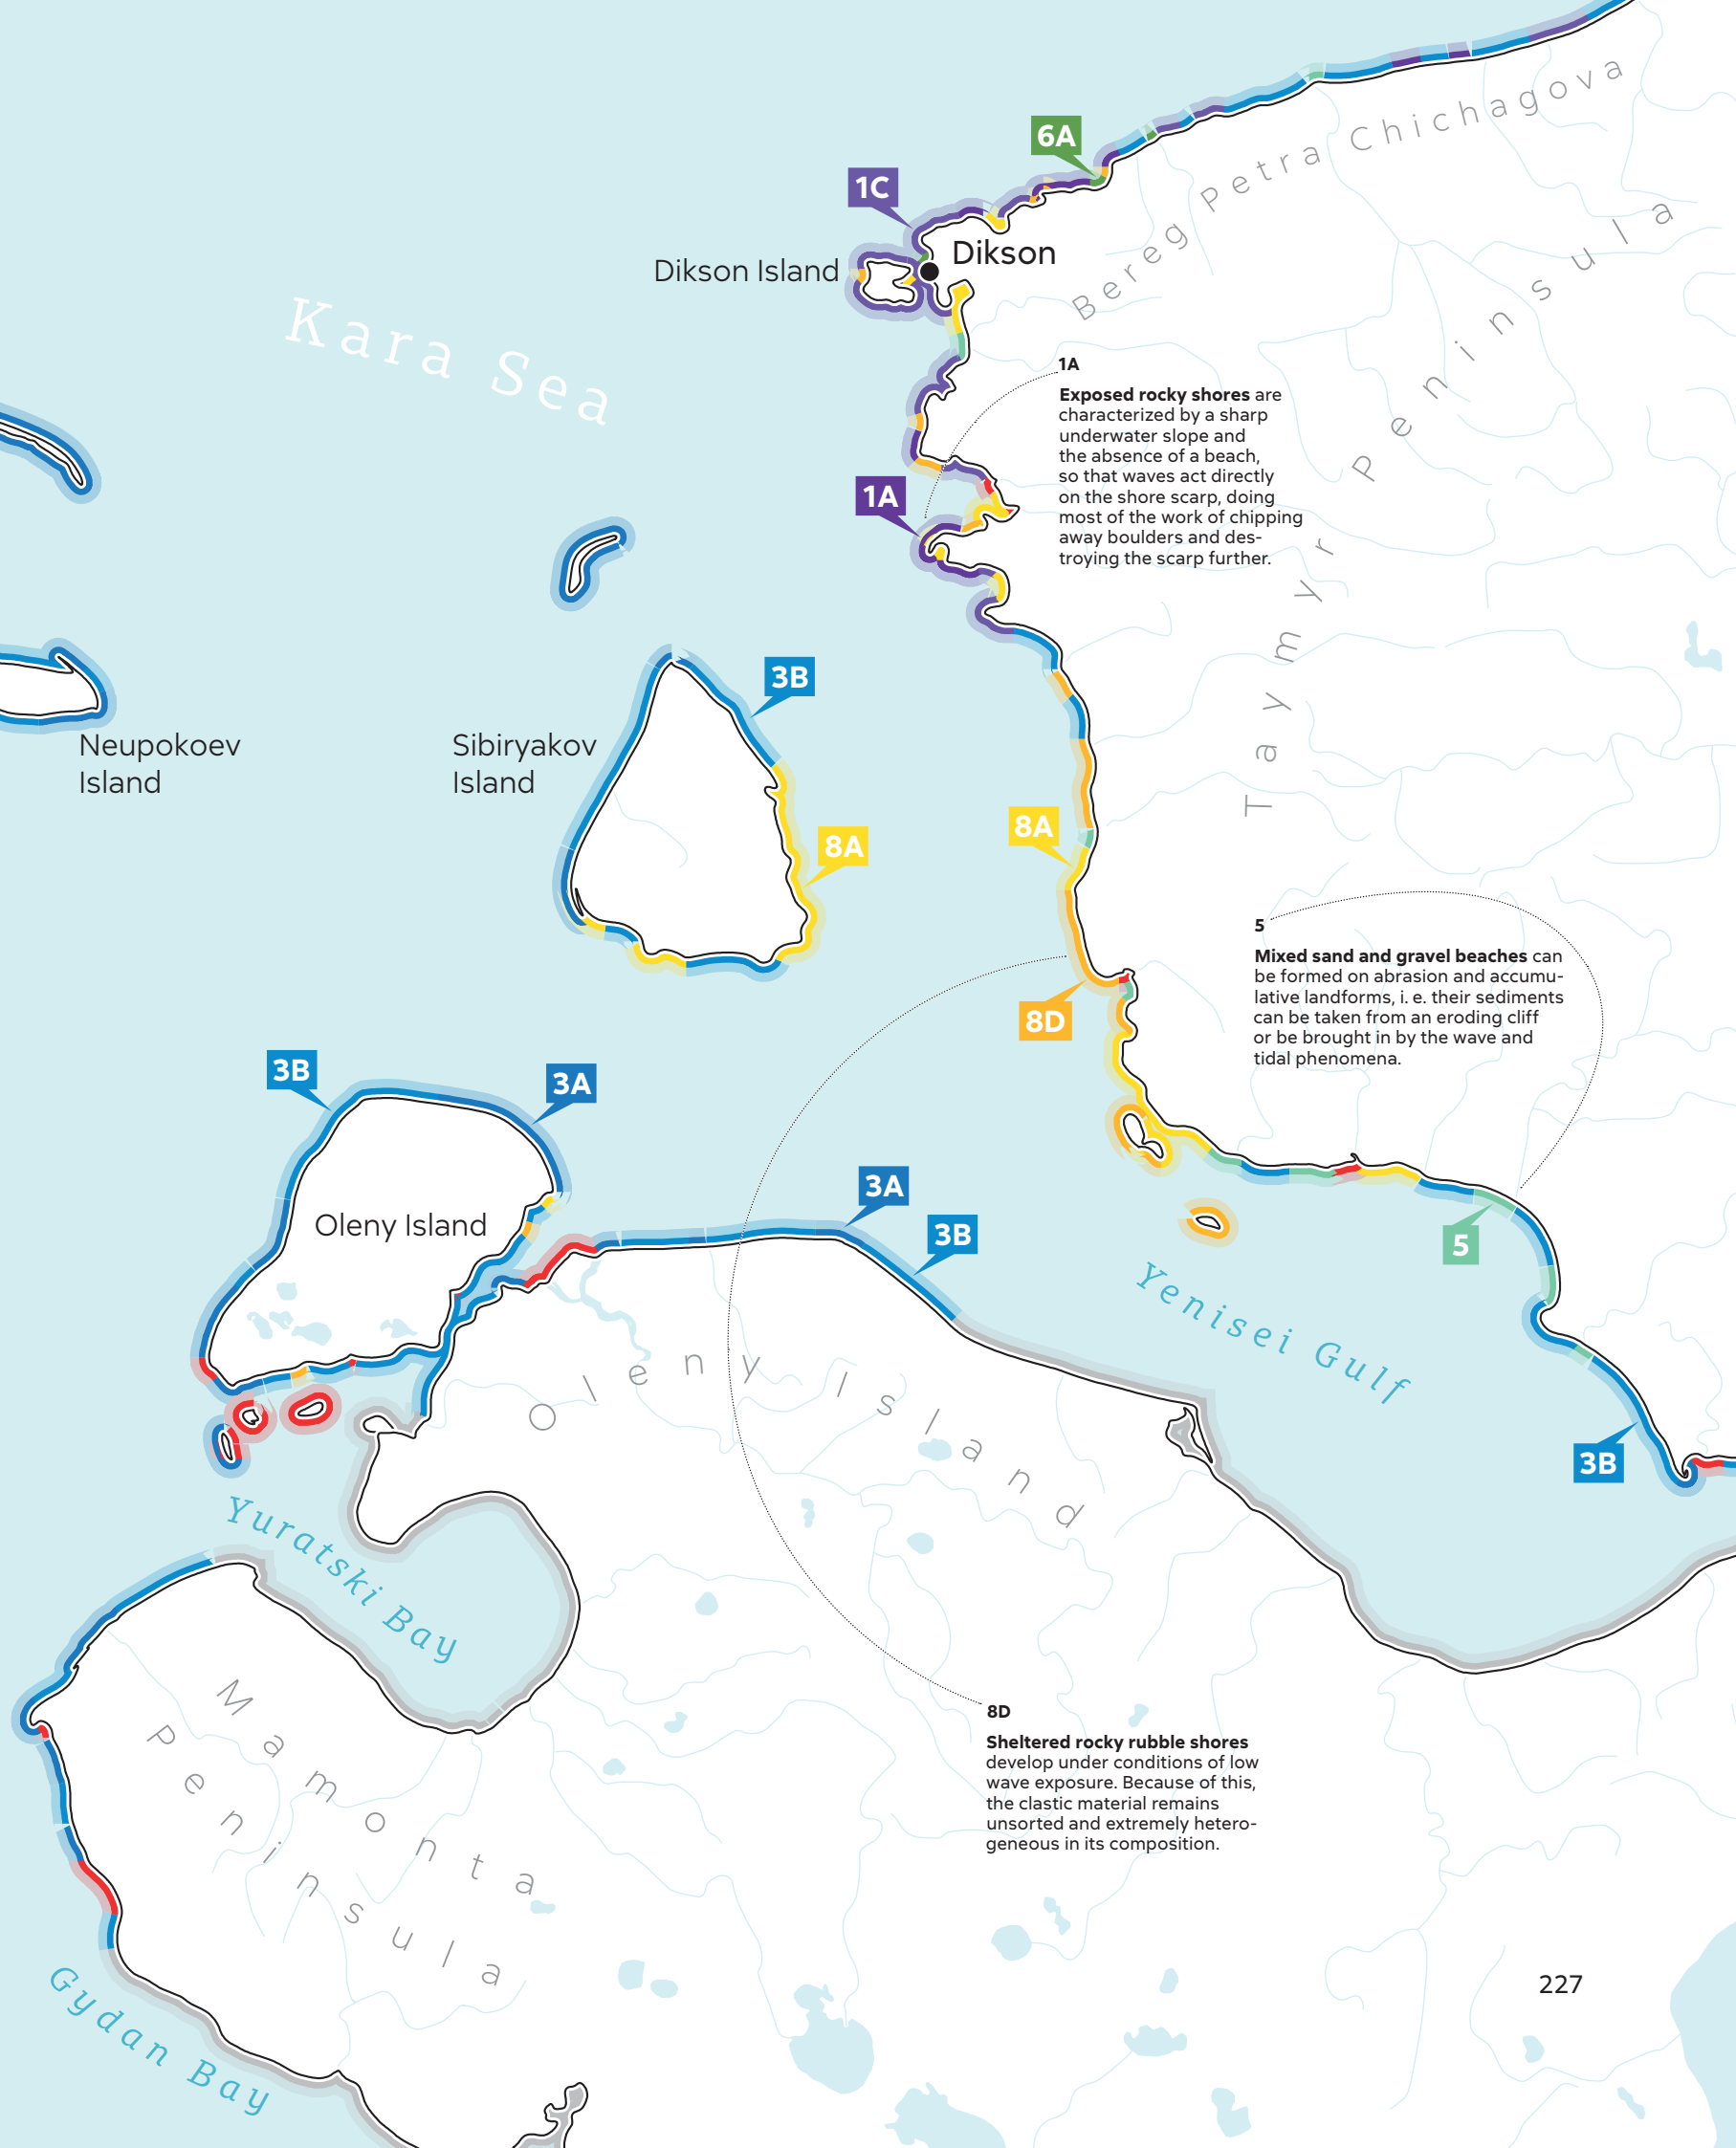 Bereg Petra Chichagova
6A
1C
Dikson
Dikson Island
Kara Sea
Taymyr Peninsula
1A
Exposed rocky shores are
characterized by a sharp
underwater slope and
the absence of a beach,
so that waves act directly
on the shore scarp, doing
most of the work of chipping
away boulders and des-
troying the scarp further.
1A
3B
Neupokoev
Island
Sibiryakov
Island
8A
8A
5
Mixed sand and gravel beaches can
be formed on abrasion and accumu-
lative landforms, i. e. their sediments
can be taken from an eroding cliff
or be brought in by the wave and
tidal phenomena.
8D
3B
3A
3A
Oleny Island
3B
5
Yenisei Gulf
Oleny Island
3B
Yuratski Bay
Mamonta
Peninsula
8D
Sheltered rocky rubble shores
develop under conditions of low
wave exposure. Because of this,
the clastic material remains
unsorted and extremely hetero-
geneous in its composition.
Gydan Bay
227